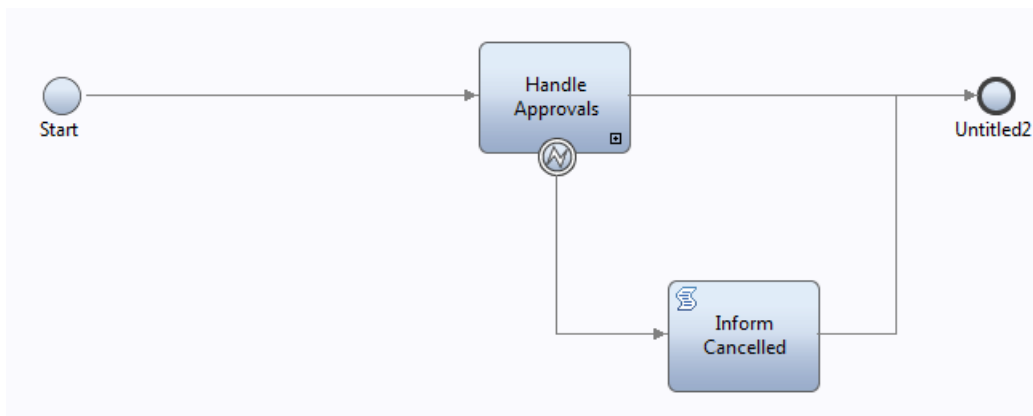 Handle
Approvals
Start
Untitled2
Inform
Cancelled